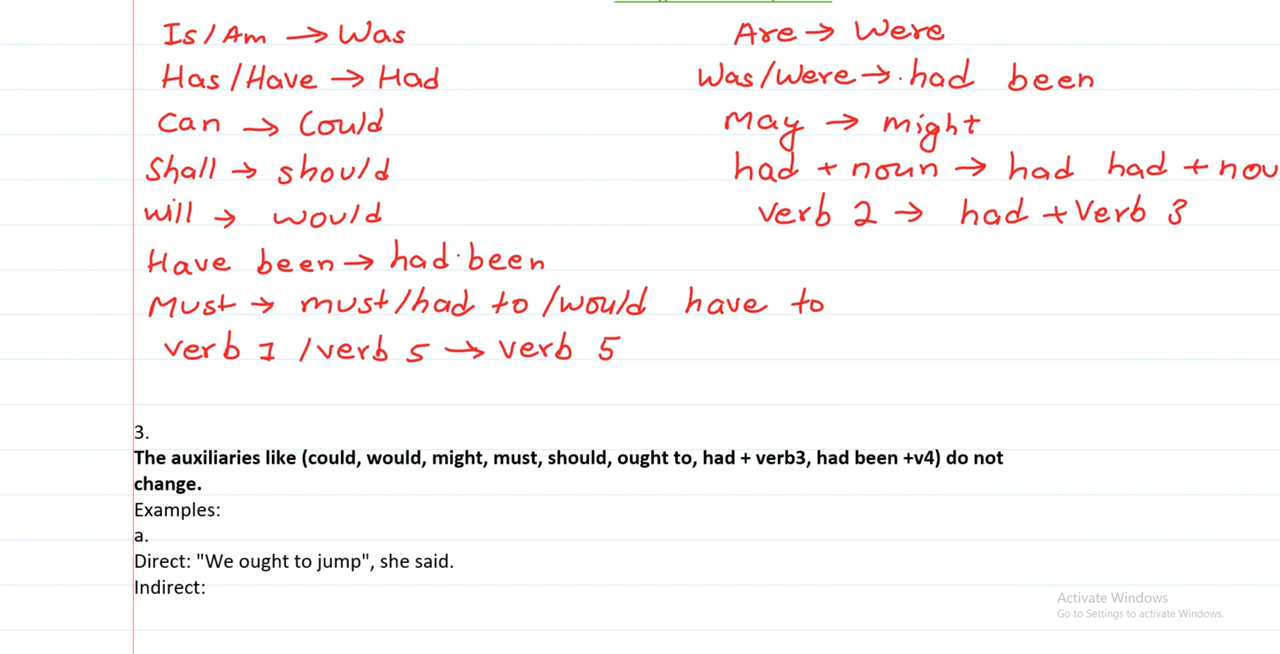 Is/Am → Was
Are → Were
Has/Have → Had
Was/Were → had been
Can → Could
May → might
Shall → should
had + noun → had had + nou
will → would
verb 2 → had + Verb 3
Have been → had been
Must → must/had to /would have to
verb 1 /verb 5 → verb 5
3.
The auxiliaries like (could, would, might, must, should, ought to, had + verb3, had been +v4) do not
change.
Examples:
a.
Direct: "We ought to jump", she said.
Indirect:
Activate Windows
Go to Settings to activate Windows.